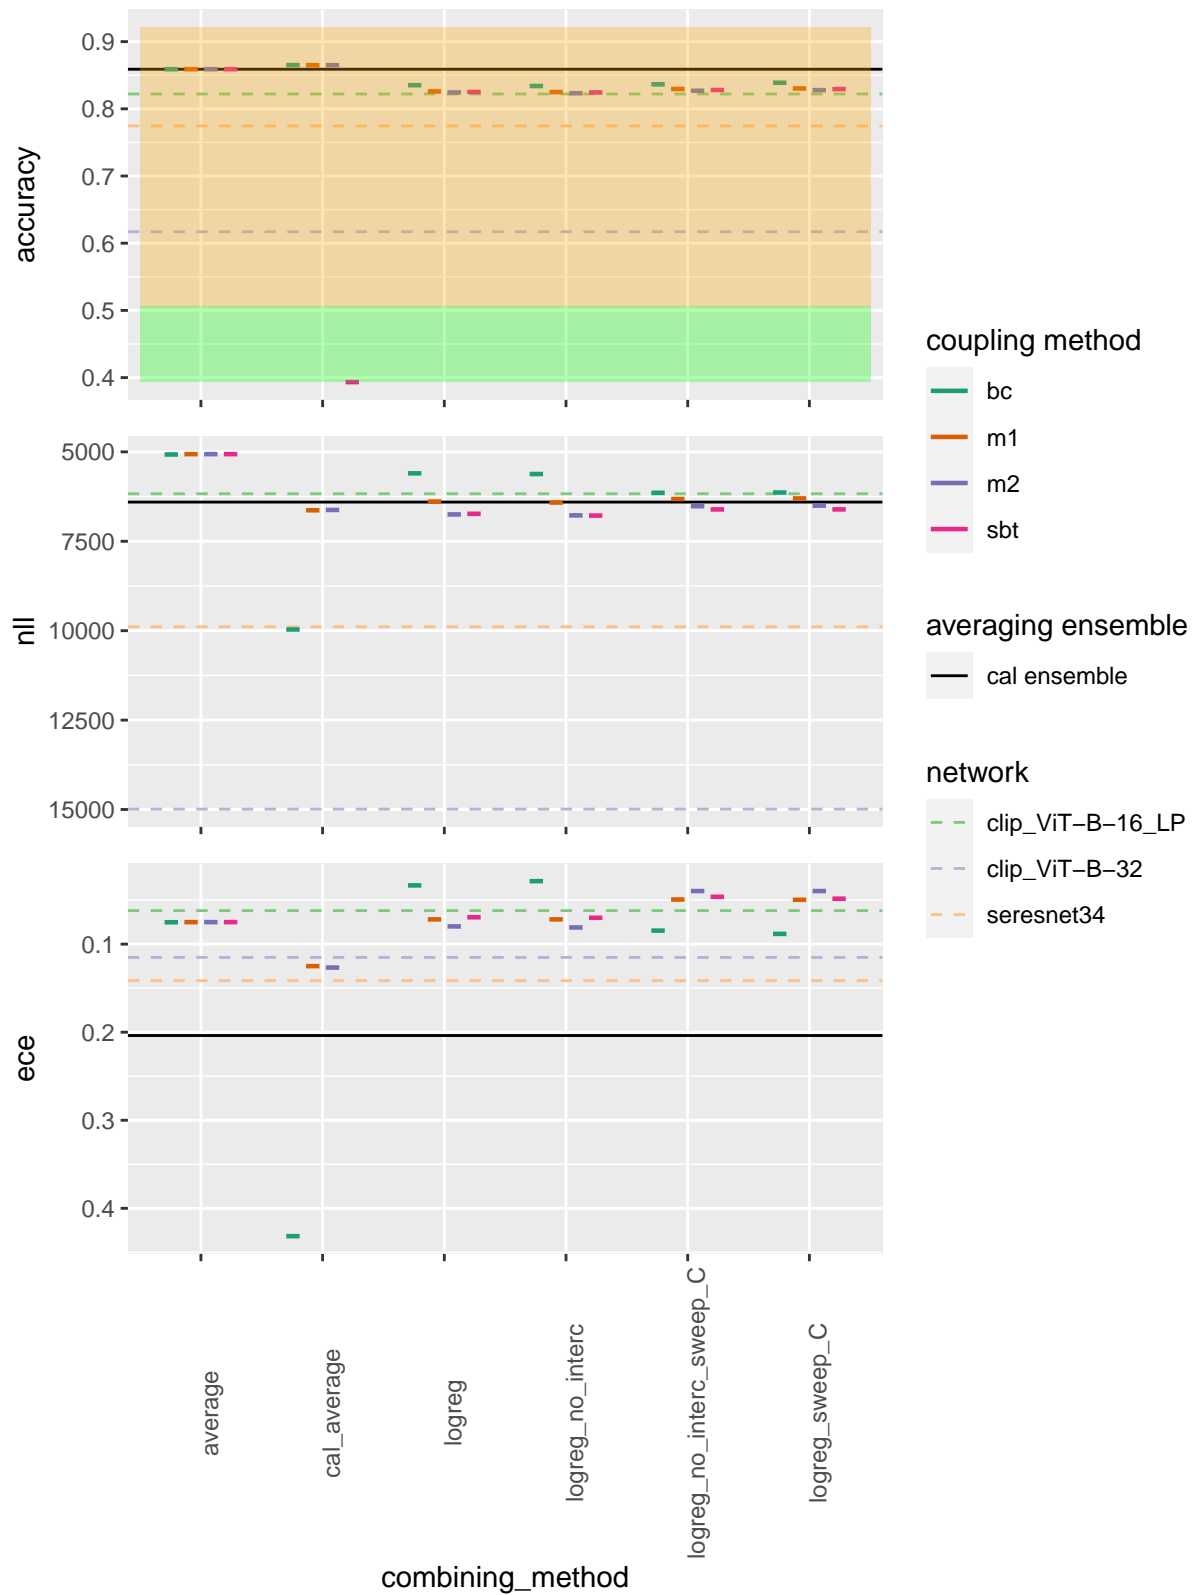 accuracy
0.9
0.8
0.7
0.6
0.5
0.4
nll
5000
7500
10000
12500
15000
ece
0.1
0.2
0.3
0.4
average
cal_average
logreg
logreg_no_interc
logreg_no_interc_sweep_C
logreg_sweep_C
combining_method
coupling method
bc
m1
m2
sbt
averaging ensemble
cal ensemble
network
clip_ViT−B−16_LP
clip_ViT−B−32
seresnet34